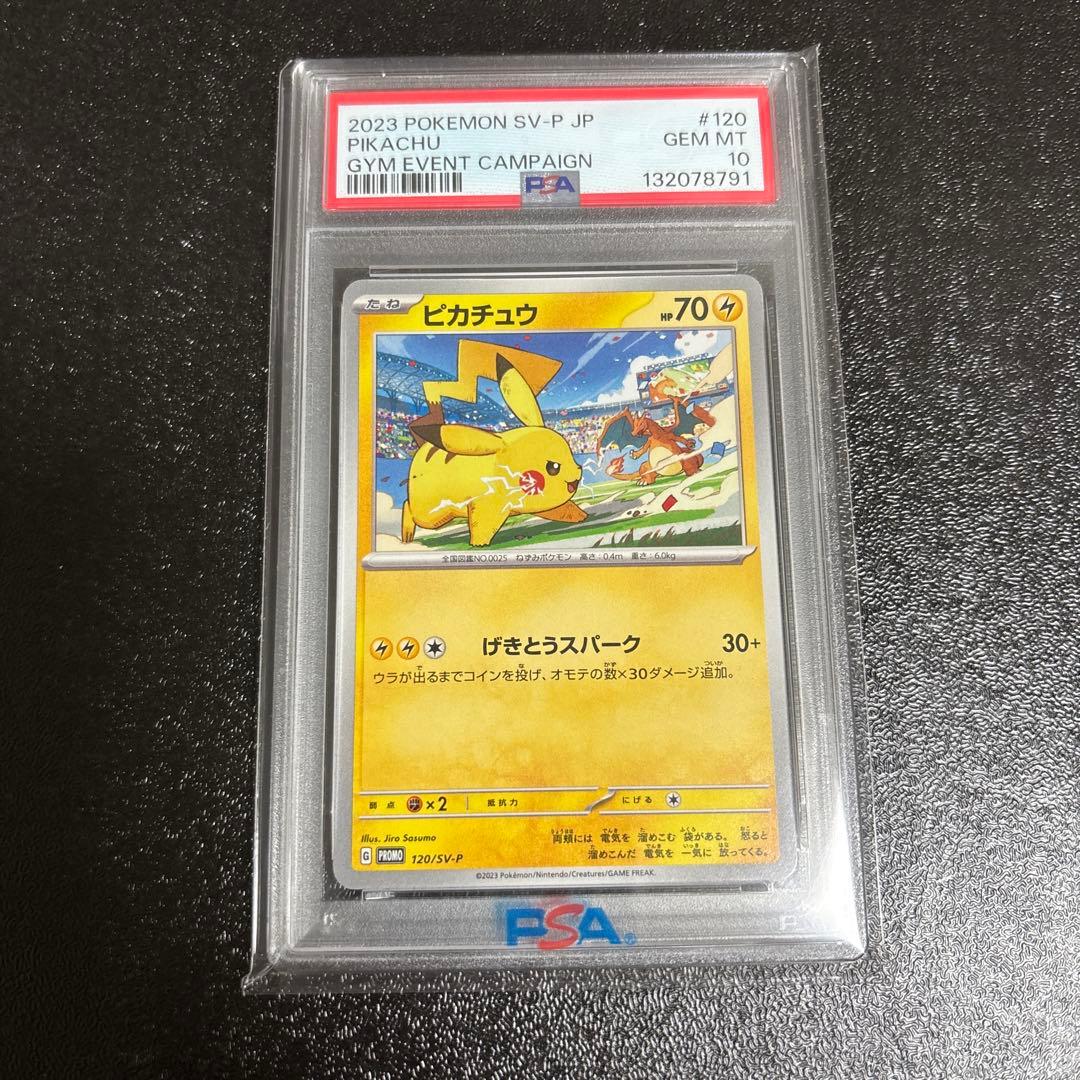 2023 POKEMON SV-P JP #120
PIKACHU GEM MT
GYM EVENT CAMPAIGN 10
PSA 132078791
たね ピカチュウ HP70
全国図鑑NO.0025 ねずみポケモン 高さ:0.4m 重さ:6.0kg
げきとうスパーク 30+
ウラが出るまでコインを投げ、オモテの数×30ダメージ追加。
弱点 ×2 抵抗力 にげる
Illus. Jiro Sasumo
両頬には 電気を 溜めこむ 袋がある。 怒ると
溜めこんだ 電気を 一気に 放ってくる。
G PROMO 120/SV-P
©2023 Pokémon/Nintendo/Creatures/GAME FREAK.
PSA®